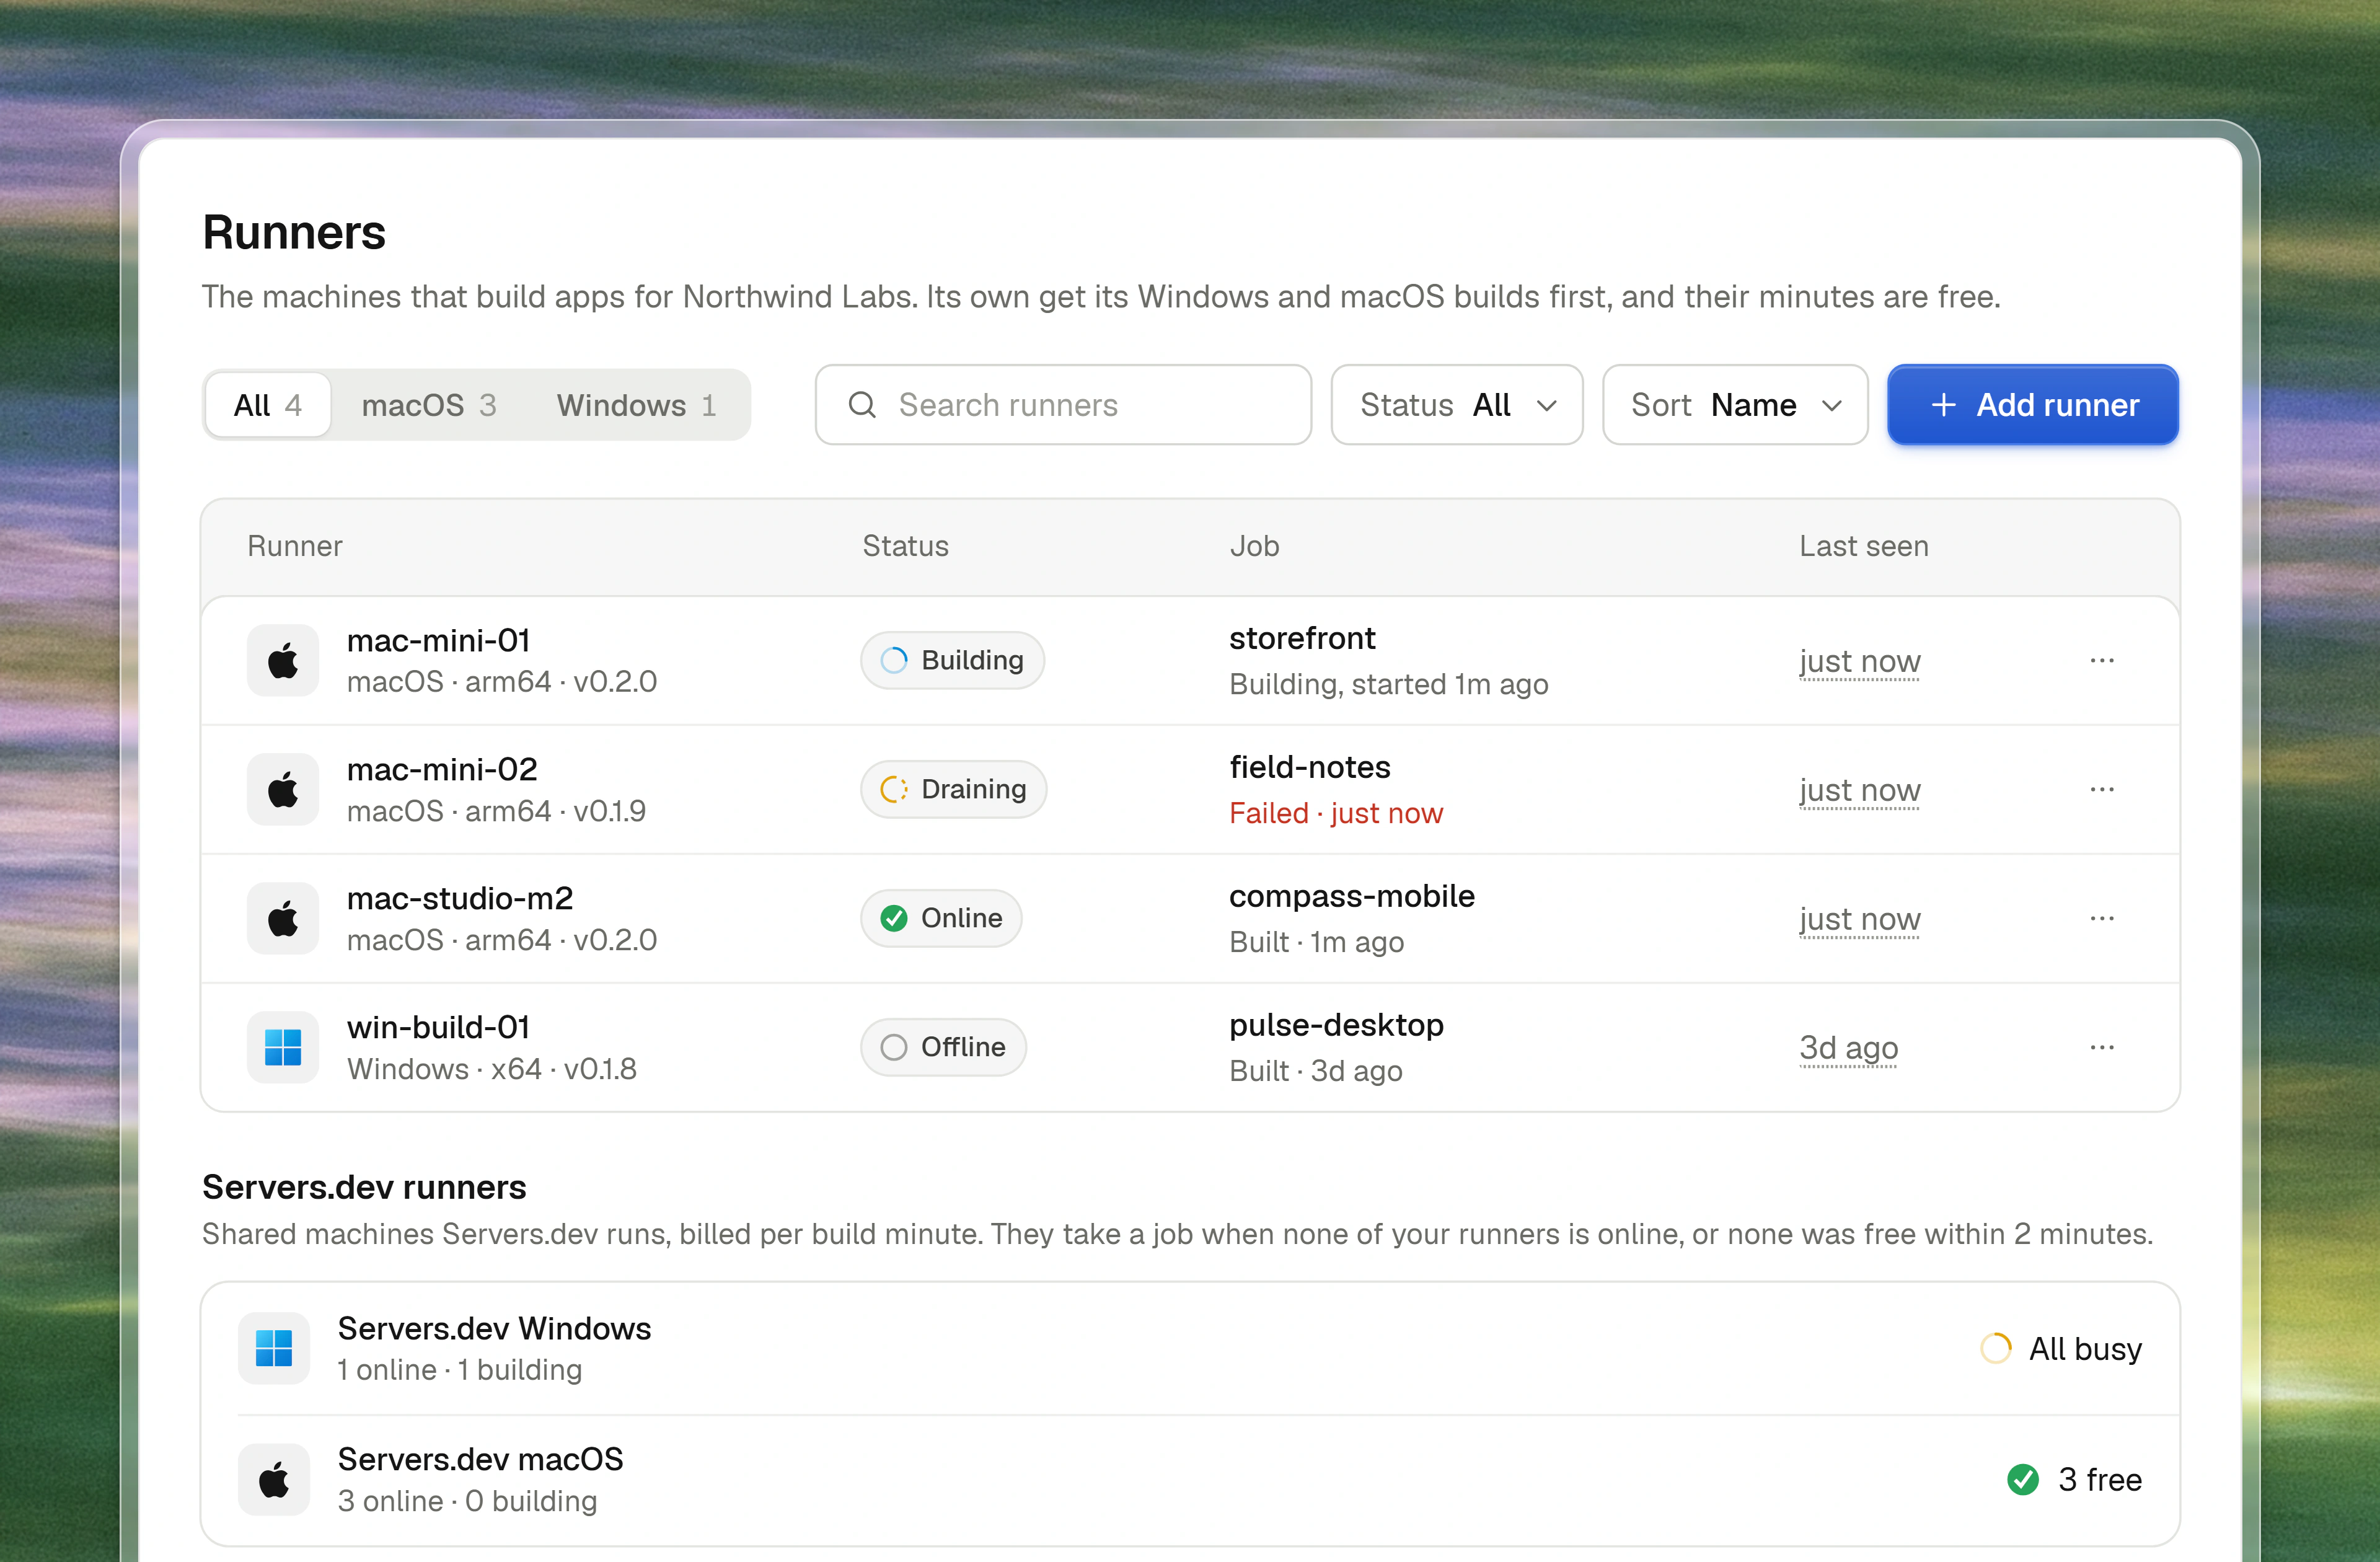 Runners
The machines that build apps for Northwind Labs. Its own get its Windows and macOS builds first, and their minutes are free.
All 4 macOS 3 Windows 1 Search runners Status All Sort Name + Add runner
Runner Status Job Last seen
mac-mini-01 Building storefront just now
macOS · arm64 · v0.2.0 Building, started 1m ago
mac-mini-02 Draining field-notes just now
macOS · arm64 · v0.1.9 Failed · just now
mac-studio-m2 Online compass-mobile just now
macOS · arm64 · v0.2.0 Built · 1m ago
win-build-01 Offline pulse-desktop 3d ago
Windows · x64 · v0.1.8 Built · 3d ago
Servers.dev runners
Shared machines Servers.dev runs, billed per build minute. They take a job when none of your runners is online, or none was free within 2 minutes.
Servers.dev Windows All busy
1 online · 1 building
Servers.dev macOS 3 free
3 online · 0 building